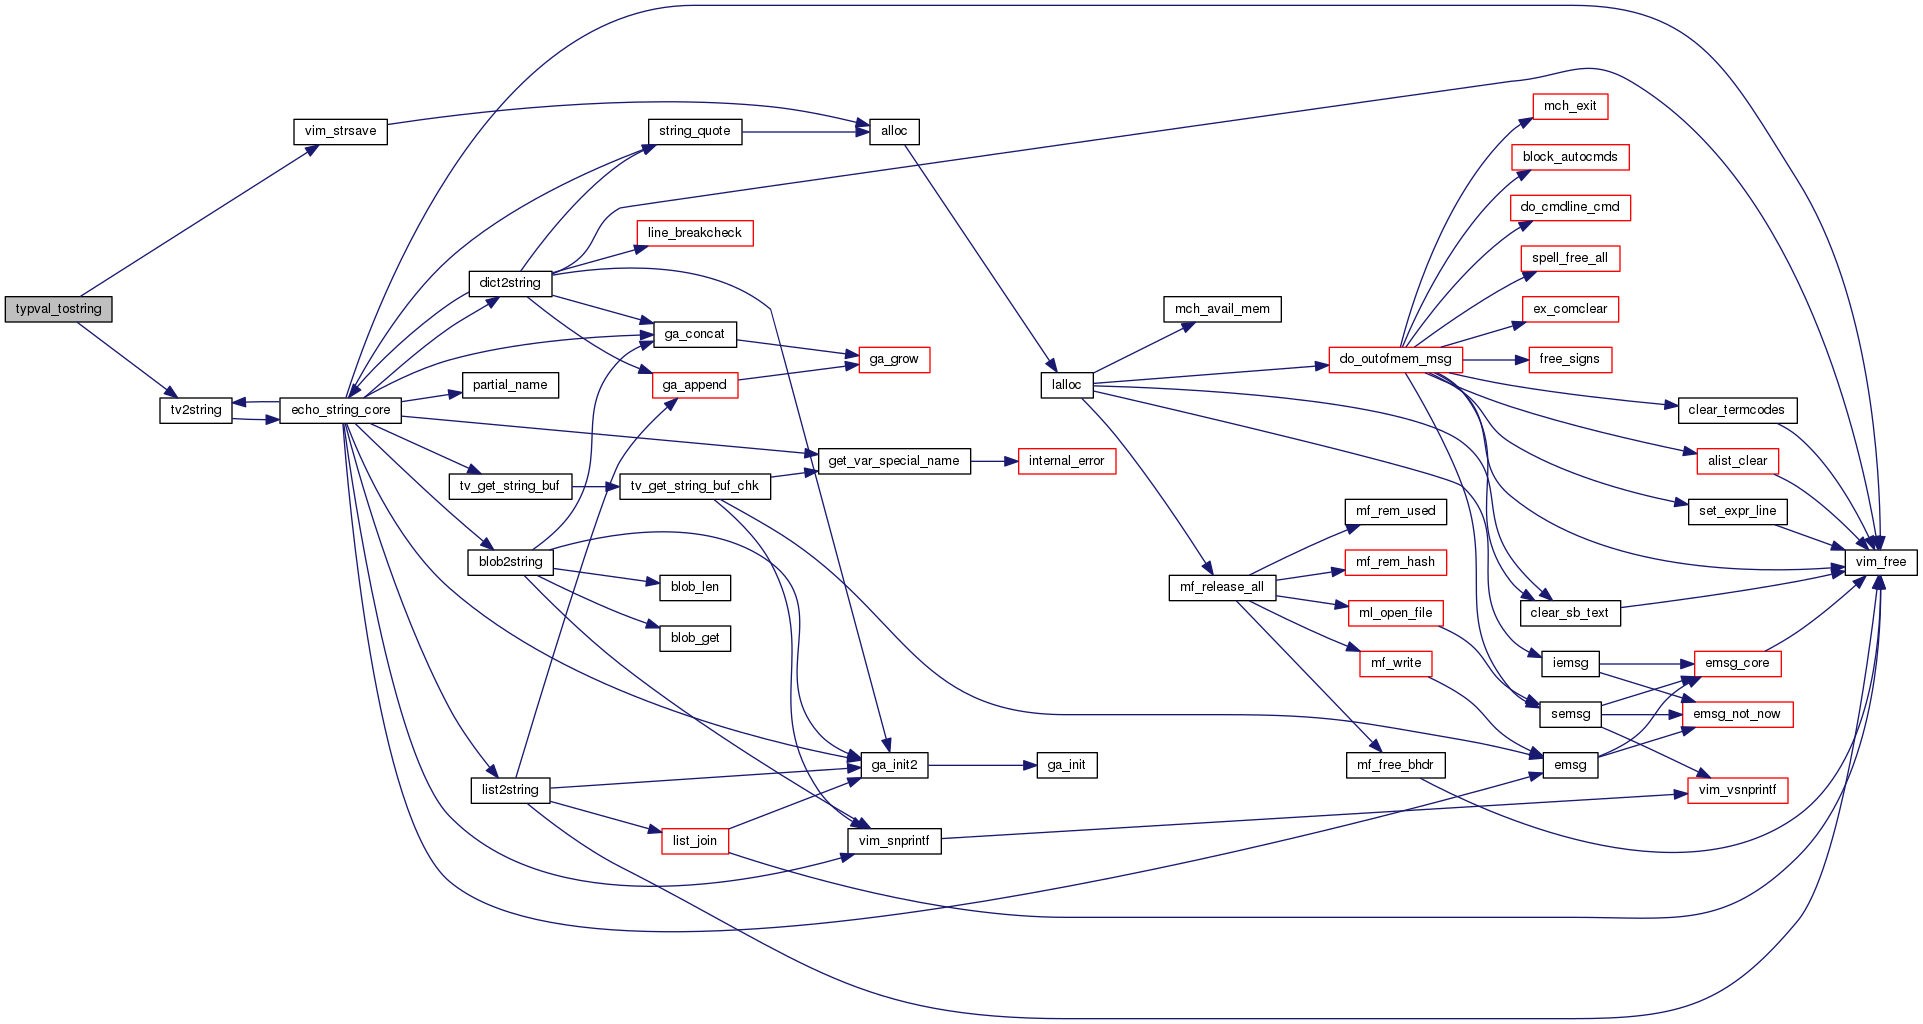 typval_tostring
vim_strsave
tv2string
echo_string_core
string_quote
line_breakcheck
dict2string
ga_concat
partial_name
ga_append
tv_get_string_buf
tv_get_string_buf_chk
blob2string
blob_len
blob_get
list2string
list_join
alloc
ga_grow
get_var_special_name
internal_error
ga_init2
ga_init
vim_snprintf
mch_avail_mem
lalloc
mf_release_all
do_outofmem_msg
mf_rem_used
mf_rem_hash
ml_open_file
mf_write
mf_free_bhdr
mch_exit
block_autocmds
do_cmdline_cmd
spell_free_all
ex_comclear
free_signs
clear_termcodes
alist_clear
set_expr_line
vim_free
clear_sb_text
iemsg
emsg_core
semsg
emsg_not_now
emsg
vim_vsnprintf